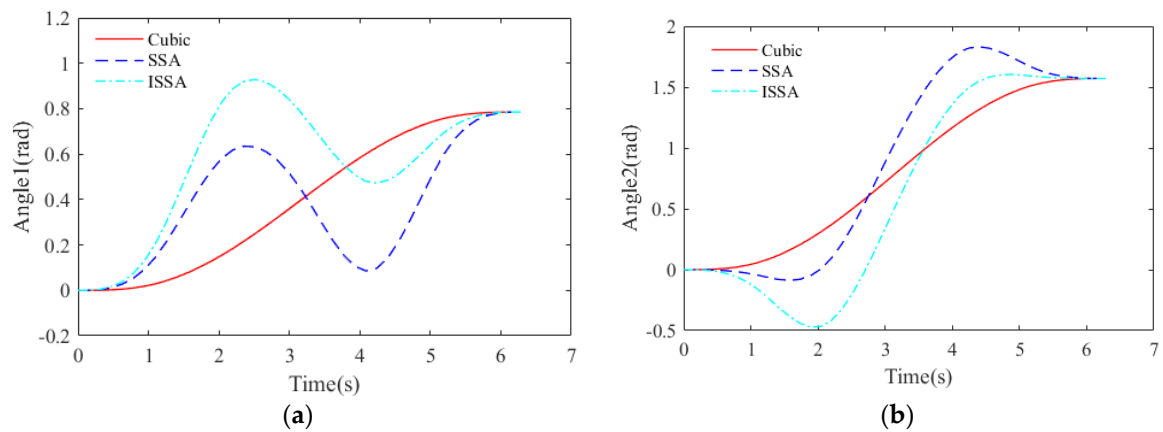 1.2
1
0.8
0.6
0.4
0.2
0
-0.2
Angle1(rad)
Cubic
SSA
ISSA
0 1 2 3 4 5 6 7
Time(s)
(a)
2
1.5
1
0.5
0
-0.5
Angle2(rad)
Cubic
SSA
ISSA
0 1 2 3 4 5 6 7
Time(s)
(b)